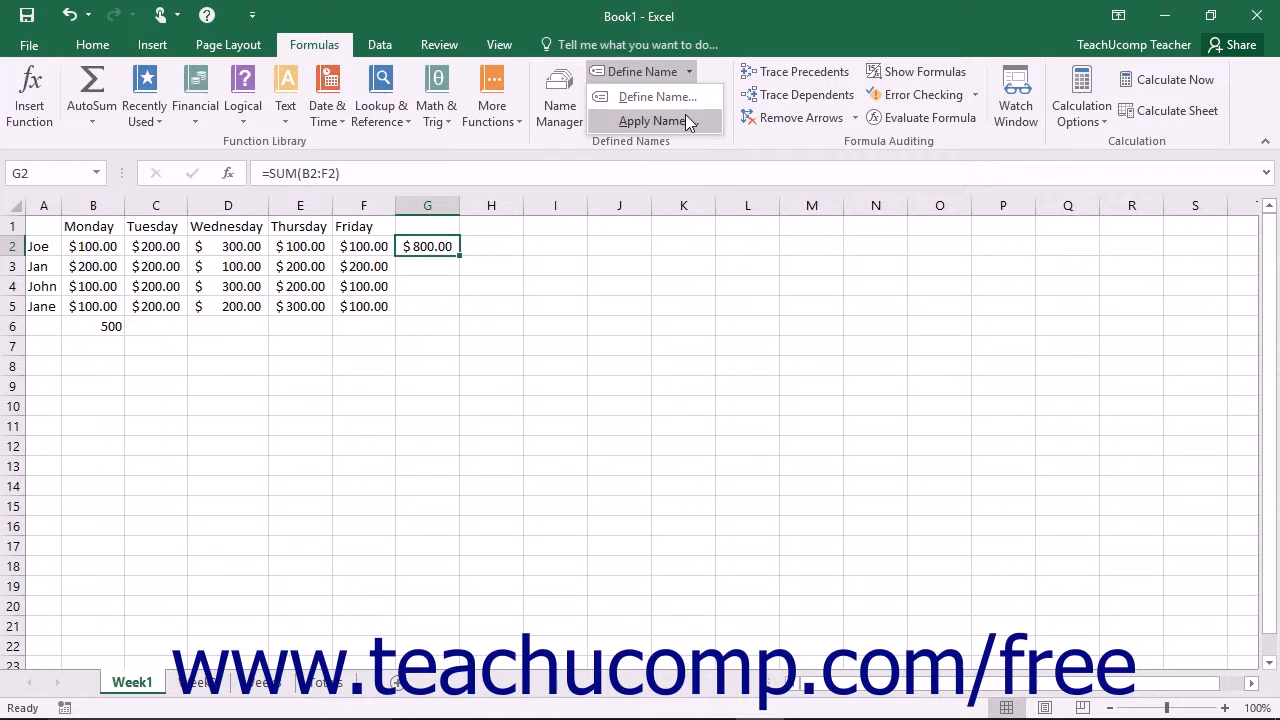 Book1 - Excel
File Home Insert Page Layout Formulas Data Review View Tell me what you want to do... TeachUcomp Teacher Share
Insert Function
AutoSum
Recently Used
Financial
Logical
Text
Date & Time
Lookup & Reference
Math & Trig
More Functions
Function Library
Name Manager
Define Name
Define Name...
Apply Name
Defined Names
Trace Precedents
Trace Dependents
Remove Arrows
Show Formulas
Error Checking
Evaluate Formula
Formula Auditing
Watch Window
Calculation Options
Calculate Now
Calculate Sheet
Calculation
G2 fx =SUM(B2:F2)
A B C D E F G H I J K L M N O P Q R S
1 Monday Tuesday Wednesday Thursday Friday
2 Joe $100.00 $200.00 $ 300.00 $100.00 $100.00 $800.00
3 Jan $200.00 $200.00 $ 100.00 $200.00 $200.00
4 John $100.00 $200.00 $ 300.00 $200.00 $100.00
5 Jane $100.00 $200.00 $ 200.00 $300.00 $100.00
6 500
7
8
9
10
11
12
13
14
15
16
17
18
19
20
21
22
23
www.teachucomp.com/free
Week1
Ready 100%